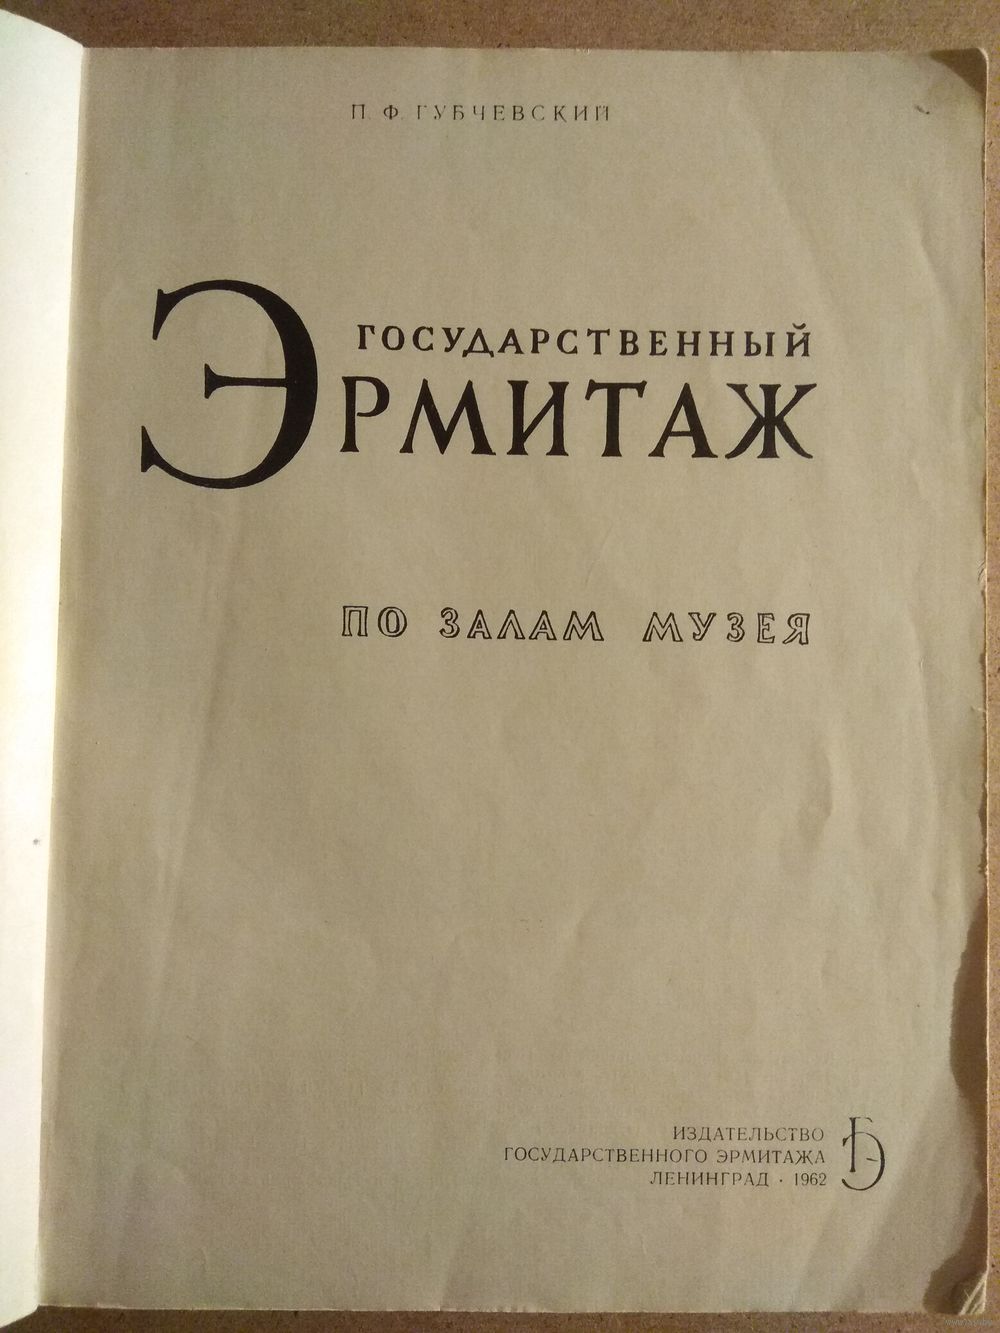 П. Ф. ГУБЧЕВСКИЙ
ГОСУДАРСТВЕННЫЙ
ЭРМИТАЖ
ПО ЗАЛАМ МУЗЕЯ
ИЗДАТЕЛЬСТВО
ГОСУДАРСТВЕННОГО ЭРМИТАЖА
ЛЕНИНГРАД · 1962